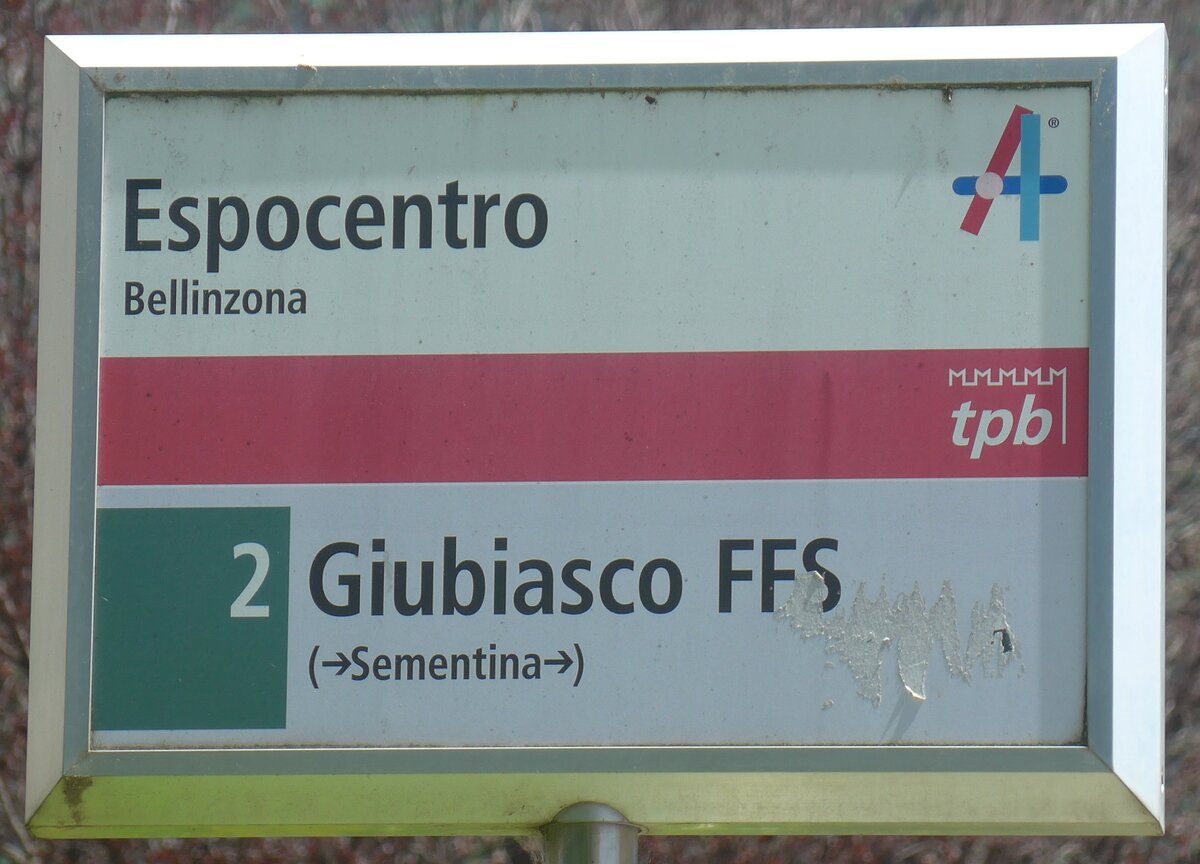 Espocentro
®
Bellinzona
tpb
2 Giubiasco FFS
(→Sementina→)